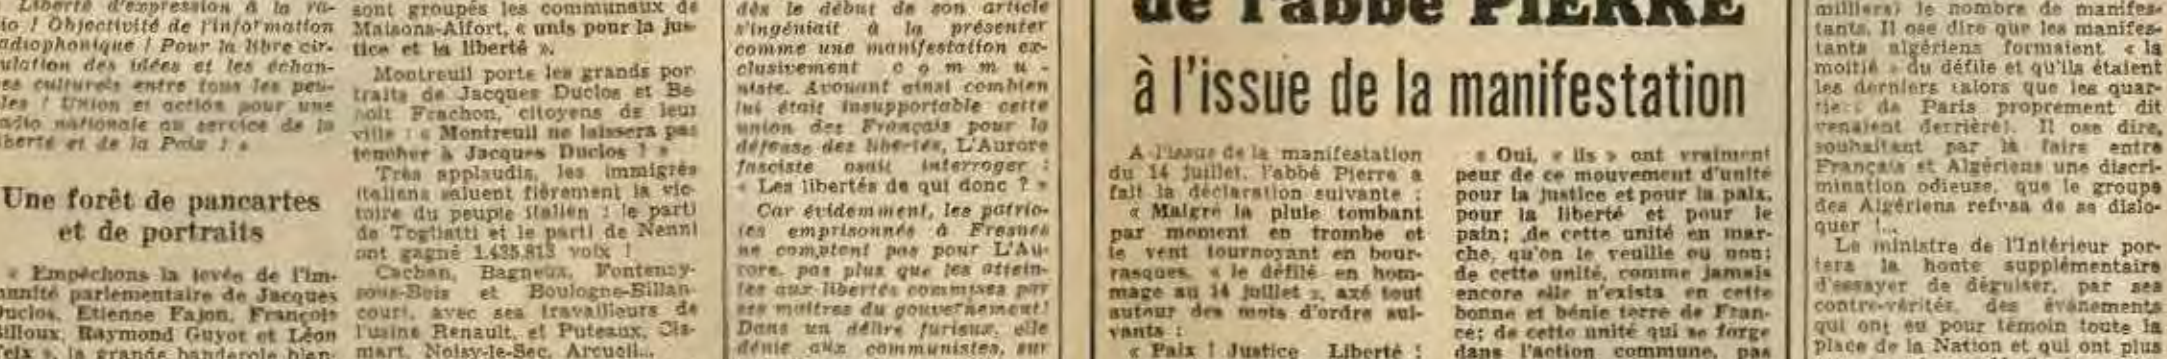 Liberté d'expression à la ra-
io ! Objectivité de l'information
adiophonique ! Pour la libre cir-
ulation des idées et les échan-
es culturels entre tous les peu-
les ! Union et action pour une
adio nationale au service de la
iberté et de la Paix ! »
Une forêt de pancartes
et de portraits
« Empêchons la levée de l'im-
unité parlementaire de Jacques
Duclos, Etienne Fajon, François
illoux, Raymond Guyot et Léon
eix », la grande banderole bien
sont groupés les communaux de
Maisons-Alfort, « unis pour la jus-
tice et la liberté ».
Montreuil porte les grands por-
traits de Jacques Duclos et Be-
noît Frachon, citoyens de leur
ville : « Montreuil ne laissera pas
toucher à Jacques Duclos ! »
Très applaudis, les immigrés
italiens saluent fièrement la vic-
toire du peuple italien : le parti
de Togliatti et le parti de Nenni
ont gagné 1.435.813 voix !
Cachan, Bagneux, Fontenay-
sous-Bois et Boulogne-Billan-
court, avec ses travailleurs de
l'usine Renault, et Puteaux, Cla-
mart, Noisy-le-Sec, Arcueil...
dès le début de son article
s'ingéniait à la présenter
comme une manifestation ex-
clusivement commu-
niste. Avouant ainsi combien
lui était insupportable cette
union des Français pour la
défense des libertés, L'Aurore
fasciste osait interroger :
« Les libertés de qui donc ? »
Car évidemment, les patrio-
tes emprisonnés à Fresnes
ne comptent pas pour L'Au-
rore, pas plus que les attein-
tes aux libertés commises par
ses maîtres du gouvernement!
Dans un délire furieux, elle
dénie aux communistes, sur
de l'abbé PIERRE
à l'issue de la manifestation
A l'issue de la manifestation
du 14 juillet, l'abbé Pierre a
fait la déclaration suivante :
« Malgré la pluie tombant
par moment en trombe et
le vent tournoyant en bour-
rasques, « le défilé en hom-
mage au 14 juillet », axé tout
autour des mots d'ordre sui-
vants :
« Paix ! Justice Liberté !
« Oui, « ils » ont vraiment
peur de ce mouvement d'unité
pour la justice et pour la paix,
pour la liberté et pour le
pain; de cette unité en mar-
che, qu'on le veuille ou non;
de cette unité, comme jamais
encore elle n'exista en cette
bonne et bénie terre de Fran-
ce; de cette unité qui se forge
dans l'action commune, pas
milliers) le nombre de manifes-
tants. Il ose dire que les manifes-
tants algériens formaient « la
moitié » du défilé et qu'ils étaient
les derniers (alors que les quar-
tiers de Paris proprement dit
venaient derrière). Il ose dire,
souhaitant par là faire entre
Français et Algériens une discri-
mination odieuse, que le groupe
des Algériens refusa de se dislo-
quer !...
Le ministre de l'Intérieur por-
tera la honte supplémentaire
d'essayer de déguiser, par ses
contre-vérités, des événements
qui ont eu pour témoin toute la
place de la Nation et qui ont plus